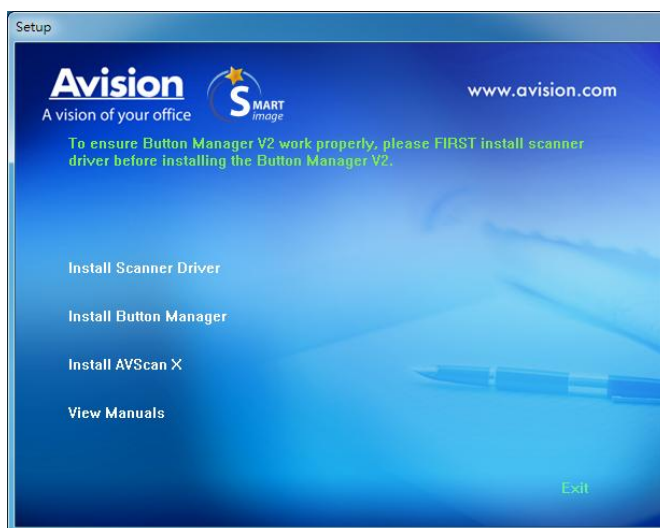 Setup
Avision
A vision of your office
SMART
image
www.avision.com
To ensure Button Manager V2 work properly, please FIRST install scanner
driver before installing the Button Manager V2.
Install Scanner Driver
Install Button Manager
Install AVScan X
View Manuals
Exit